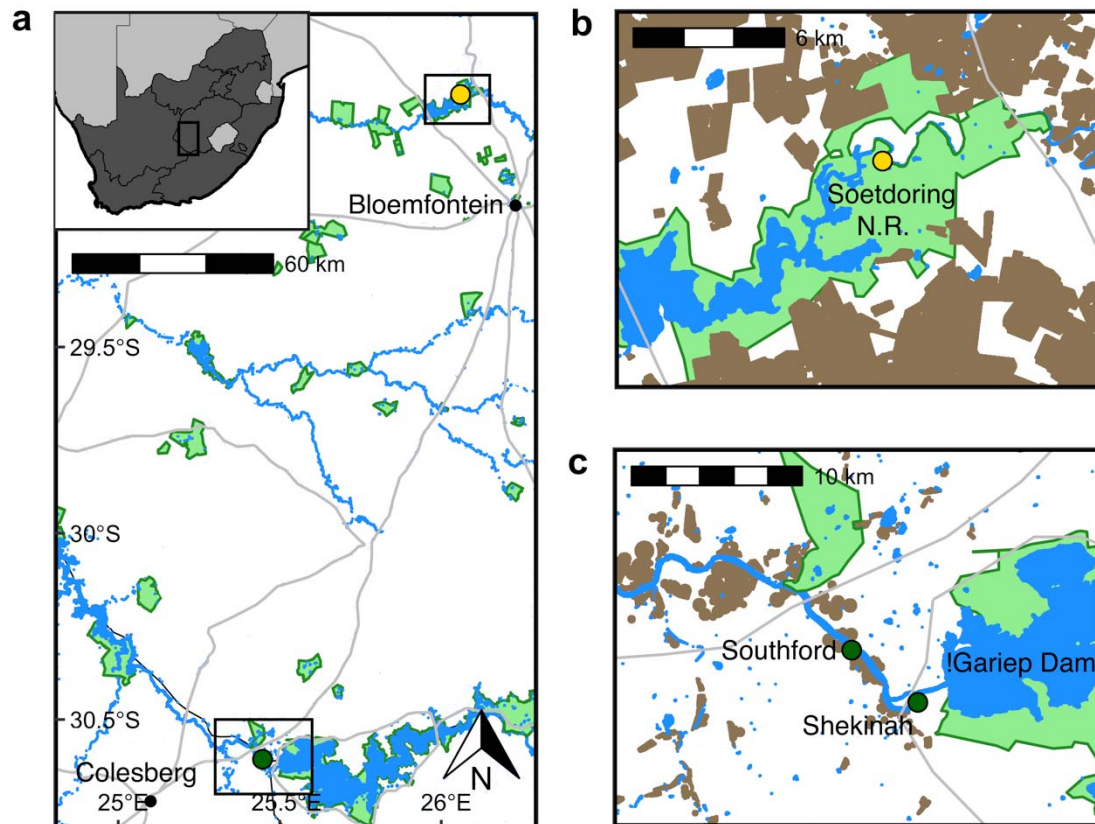 a
Bloemfontein
60 km
29.5°S
30°S
30.5°S
N
Colesberg
25°E
25.5°E
26°E
b
6 km
Soetdoring
N.R.
c
10 km
Southford
!Gariep Dam
Shekinah